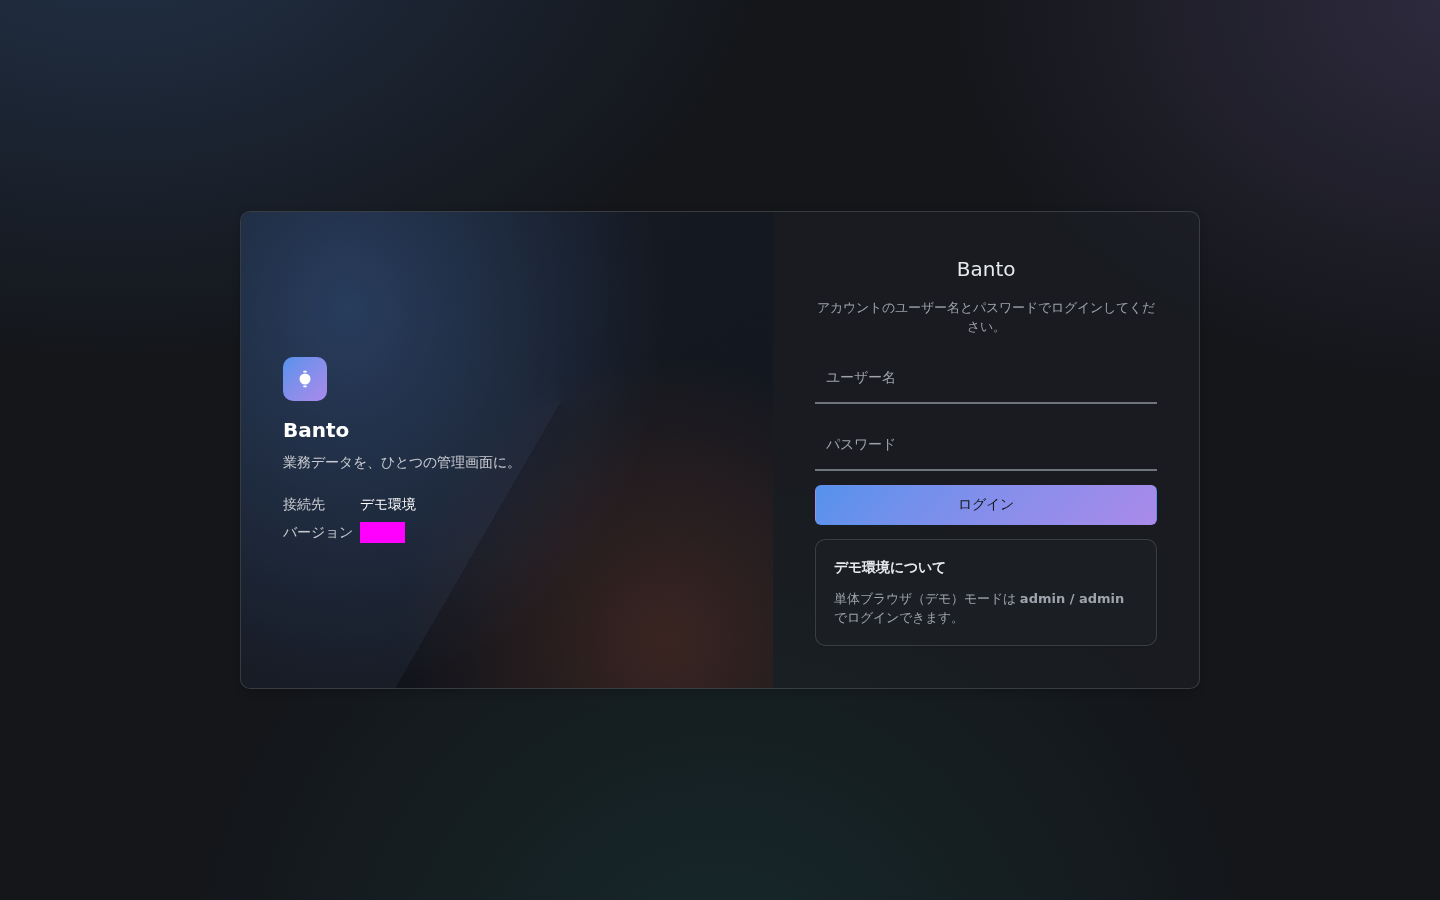 Banto
業務データを、ひとつの管理画面に。
接続先 デモ環境
バージョン
Banto
アカウントのユーザー名とパスワードでログインしてくだ
さい。
ユーザー名
パスワード
ログイン
デモ環境について
単体ブラウザ（デモ）モードは admin / admin
でログインできます。